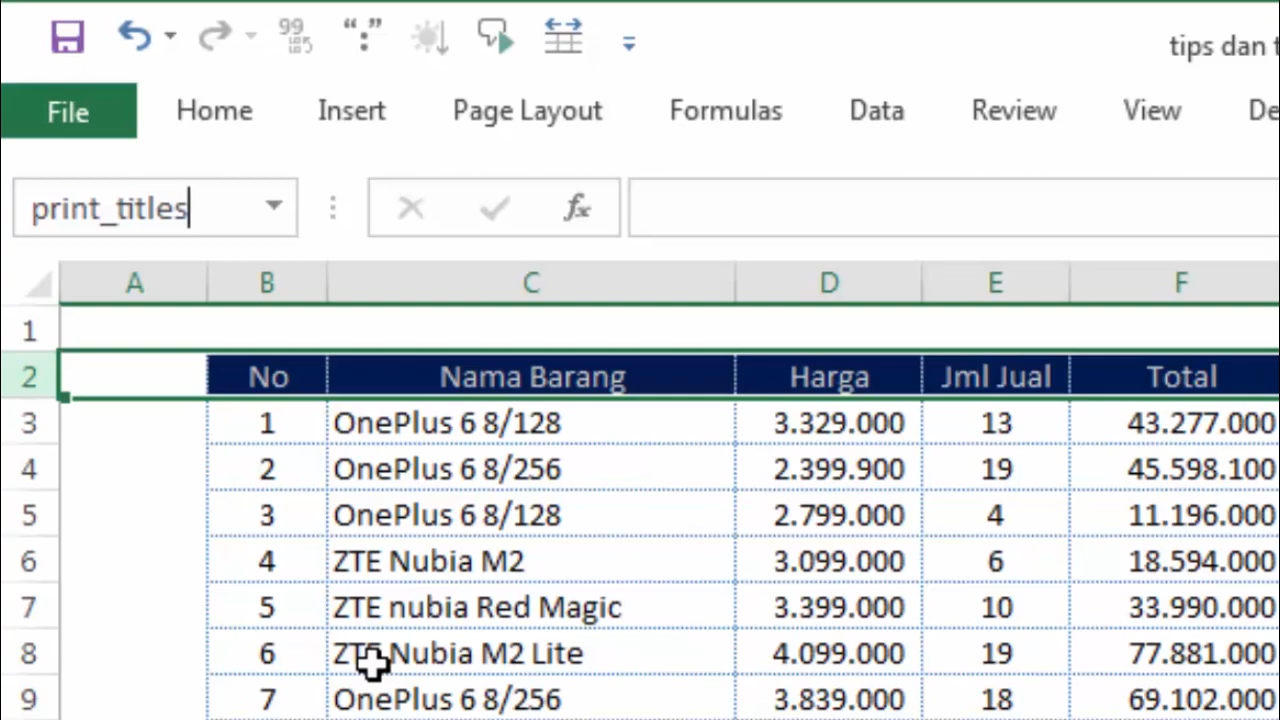 tips dan t
File Home Insert Page Layout Formulas Data Review View De
print_titles fx
A B C D E F
1
2 No Nama Barang Harga Jml Jual Total
3 1 OnePlus 6 8/128 3.329.000 13 43.277.000
4 2 OnePlus 6 8/256 2.399.900 19 45.598.100
5 3 OnePlus 6 8/128 2.799.000 4 11.196.000
6 4 ZTE Nubia M2 3.099.000 6 18.594.000
7 5 ZTE nubia Red Magic 3.399.000 10 33.990.000
8 6 ZTE Nubia M2 Lite 4.099.000 19 77.881.000
9 7 OnePlus 6 8/256 3.839.000 18 69.102.000